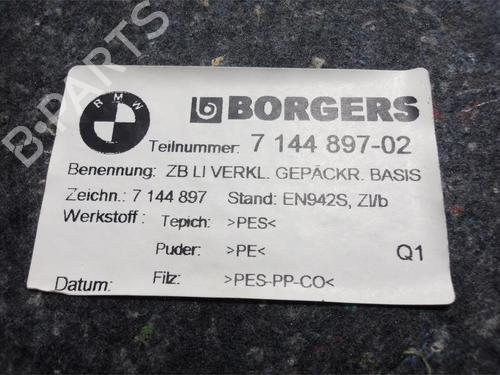 B-PARTS
BMW
BORGERS
Teilnummer: 7 144 897-02
Benennung: ZB LI VERKL. GEPÄCKR. BASIS
Zeichn.: 7 144 897 Stand: EN942S, ZI/b
Werkstoff: Tepich: >PES<
Puder: >PE< Q1
Datum: Filz: >PES-PP-CO<